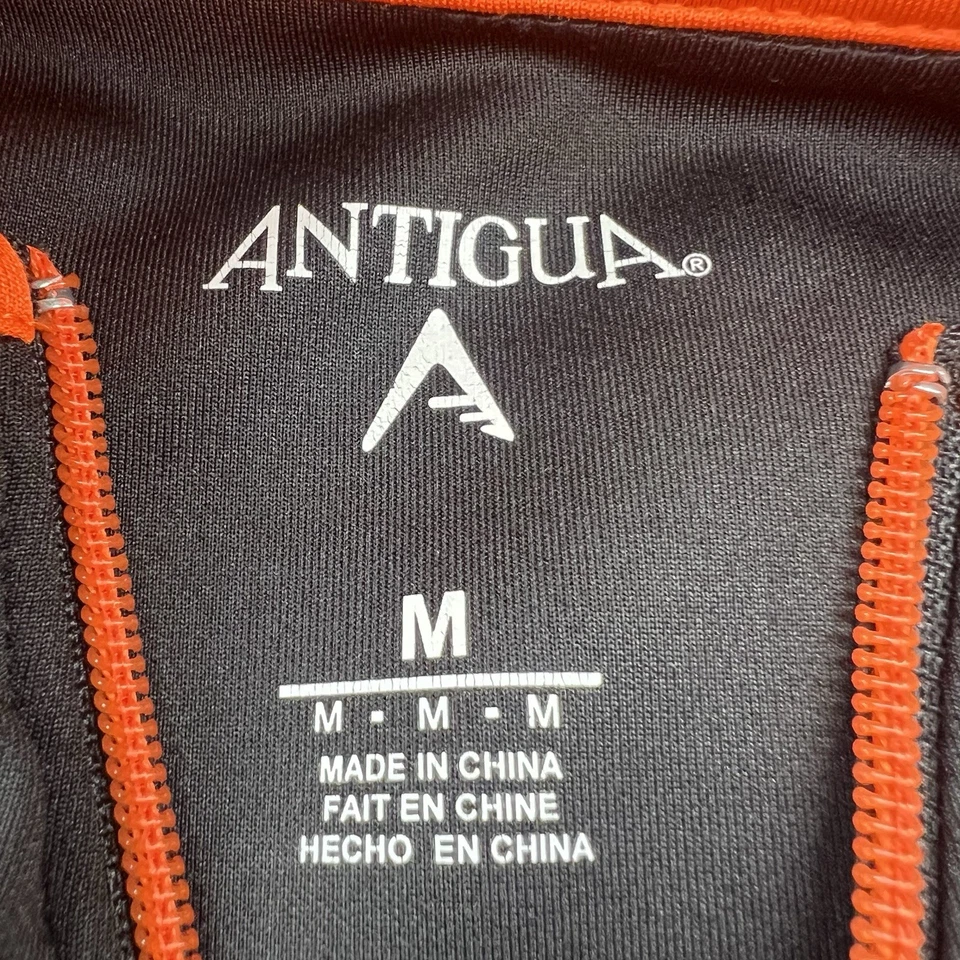 ANTIGUA®
M
M - M - M
MADE IN CHINA
FAIT EN CHINE
HECHO EN CHINA